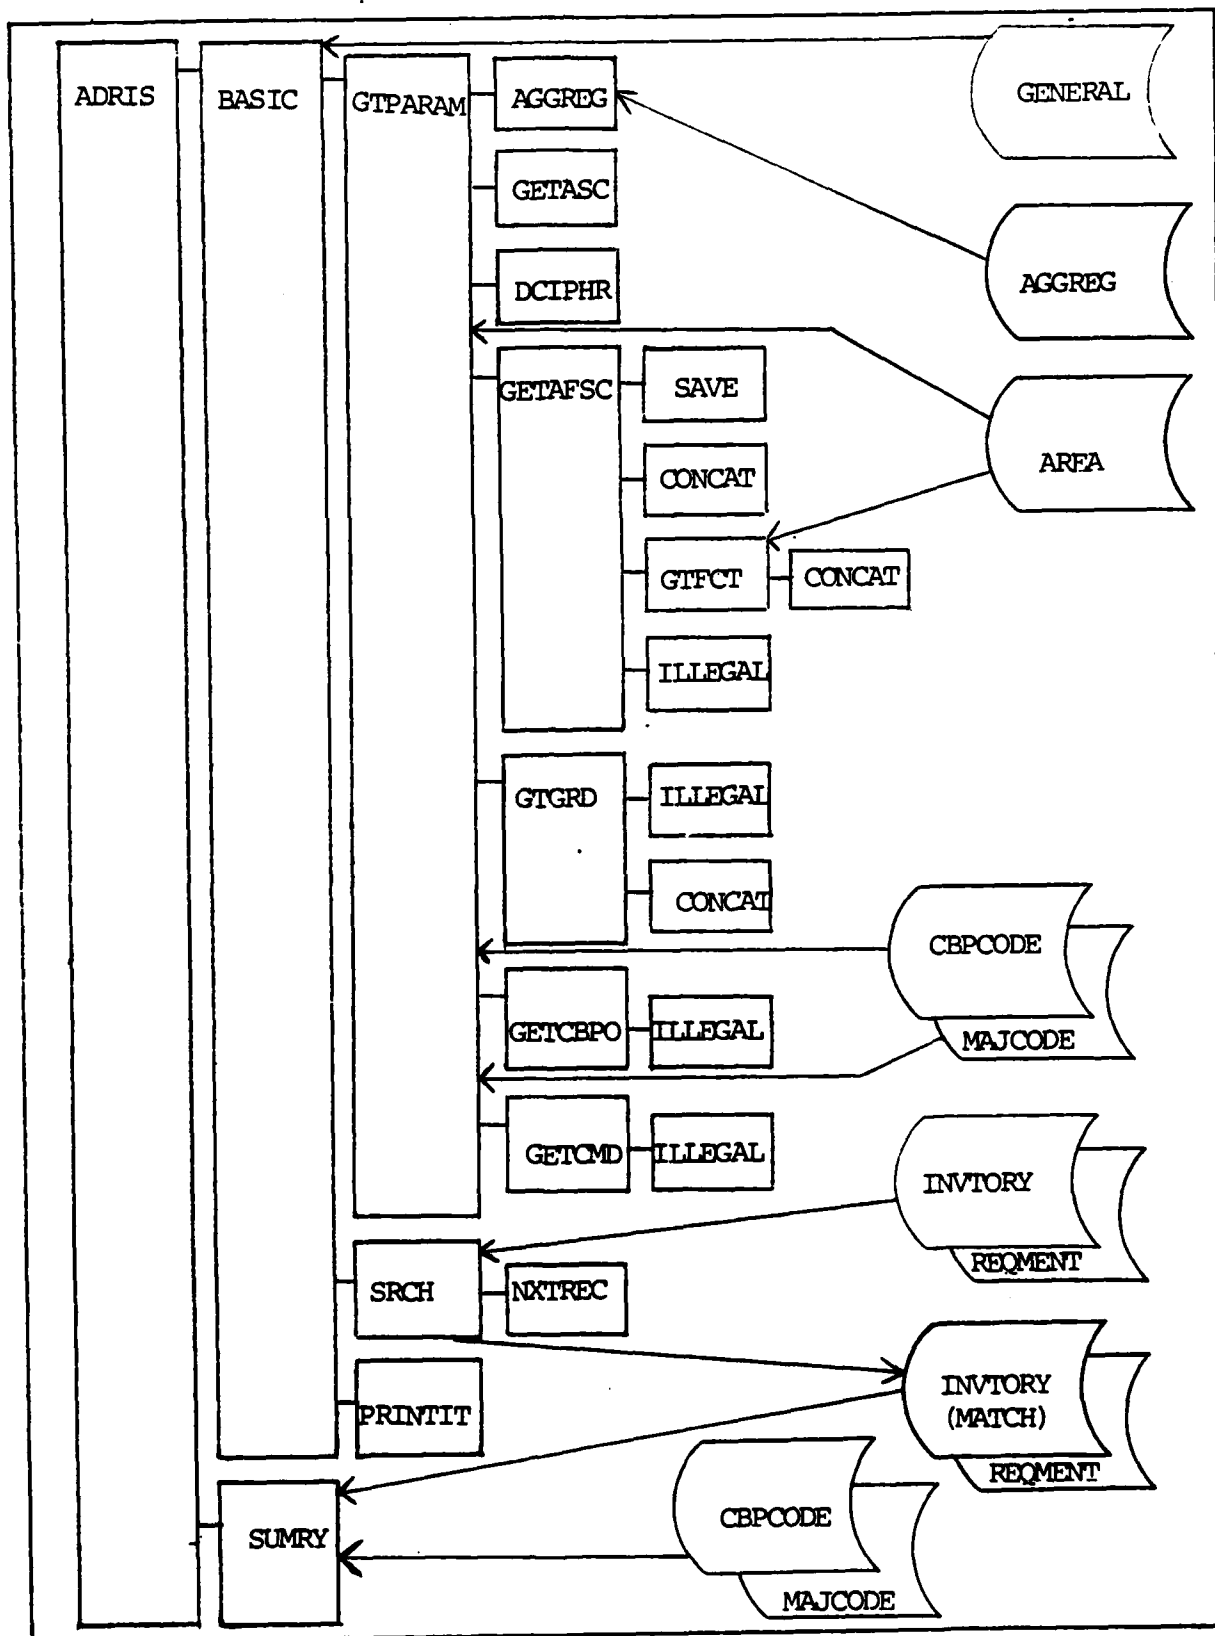 ADRIS
BASIC
GTPARAM
AGGREG
GENERAL
GETASC
AGGREG
DCIPHR
GETAFSC
SAVE
AREA
CONCAT
GTFCT
CONCAT
ILLEGAL
GTGRD
ILLEGAL
CONCAT
CBPCODE
GETCBPO
ILLEGAL
MAJCODE
GETCMD
ILLEGAL
INVTORY
REQMENT
SRCH
NXTREC
INVTORY
(MATCH)
PRINTIT
REQMENT
SUMRY
CBPCODE
MAJCODE